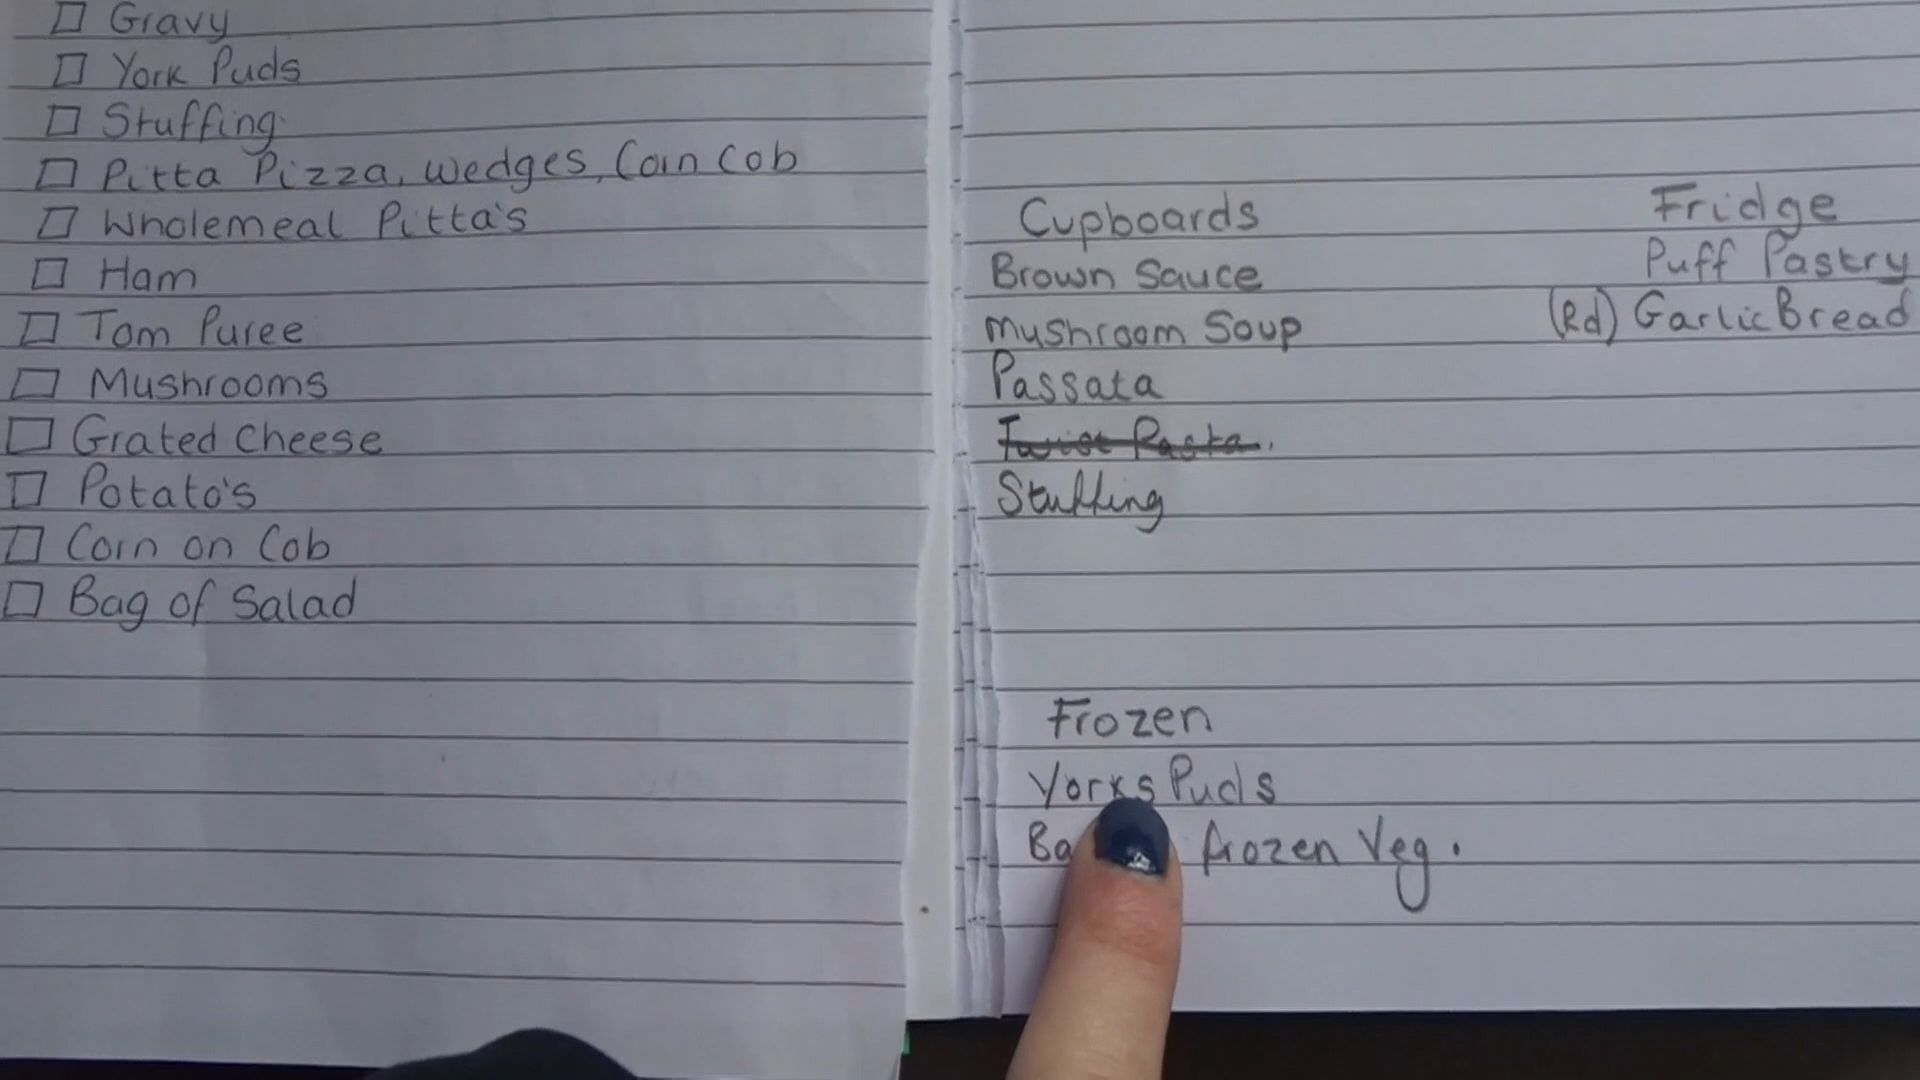 Gravy
York Puds
Stuffing
Pitta Pizza, Wedges, Corn Cob
Wholemeal Pitta's
Ham
Tom Puree
Mushrooms
Grated Cheese
Potato's
Corn on Cob
Bag of Salad
Cupboards
Brown Sauce
Mushroom Soup
Passata
Twist Pasta.
Stuffing
Fridge
Puff Pastry
(Rd) Garlic Bread
Frozen
Yorks Puds
frozen Veg.